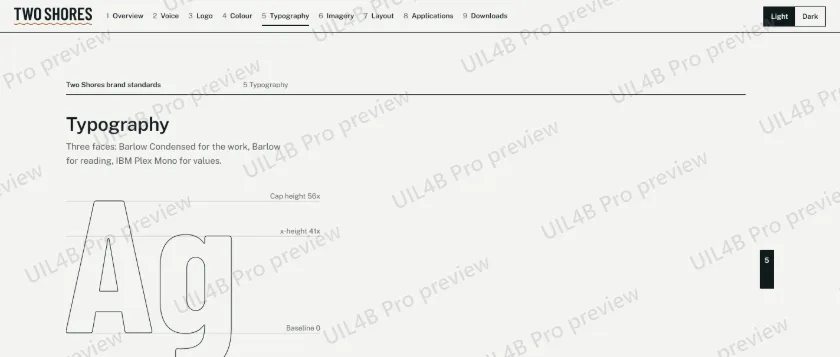 TWO SHORES
1 Overview 2 Voice 3 Logo 4 Colour 5 Typography 6 Imagery 7 Layout 8 Applications 9 Downloads
Light Dark
Two Shores brand standards 5 Typography
Typography
Three faces: Barlow Condensed for the work, Barlow
for reading, IBM Plex Mono for values.
Cap height 56x
x-height 41x
Ag
5
Baseline 0
UIL4B Pro preview